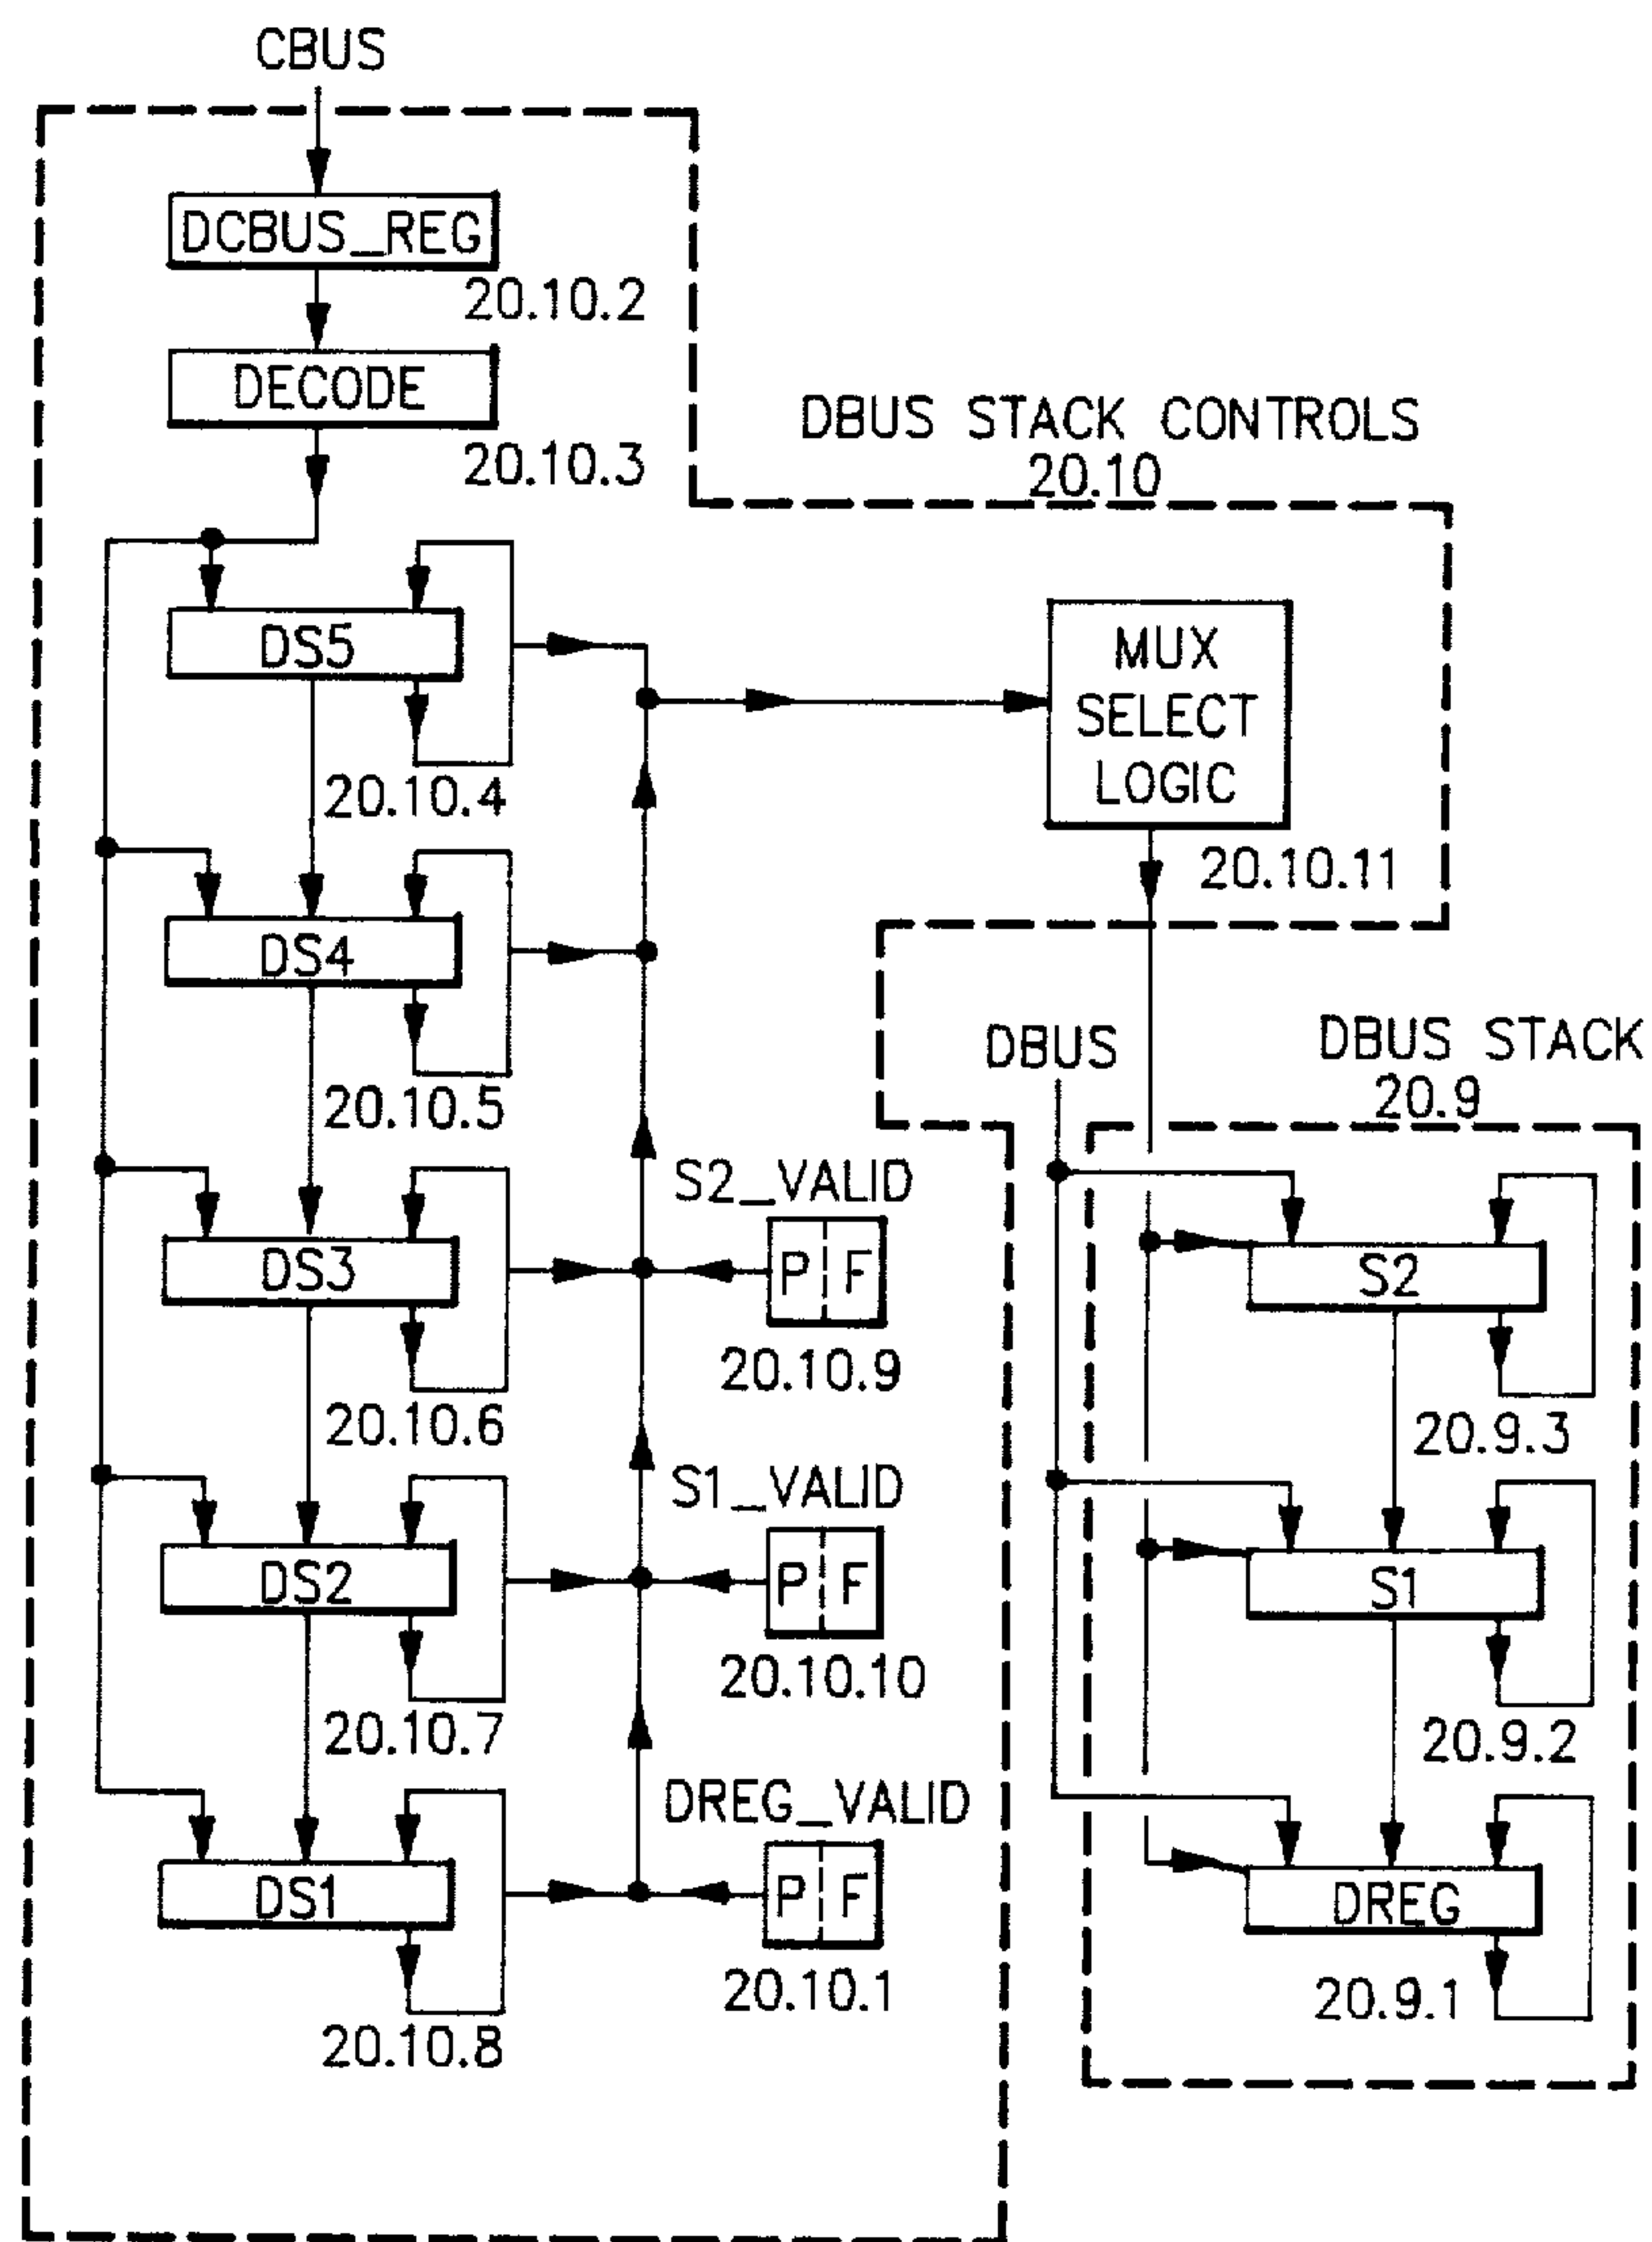 CBUS
DCBUS_REG
20.10.2
DECODE
20.10.3
DBUS STACK CONTROLS
20.10
DS5
20.10.4
MUX
SELECT
LOGIC
20.10.11
DS4
20.10.5
DBUS
DBUS STACK
20.9
S2_VALID
DS3
P F
20.10.9
20.10.6
S2
20.9.3
S1_VALID
DS2
P F
20.10.10
20.10.7
S1
20.9.2
DREG_VALID
DS1
P F
20.10.1
20.10.8
DREG
20.9.1